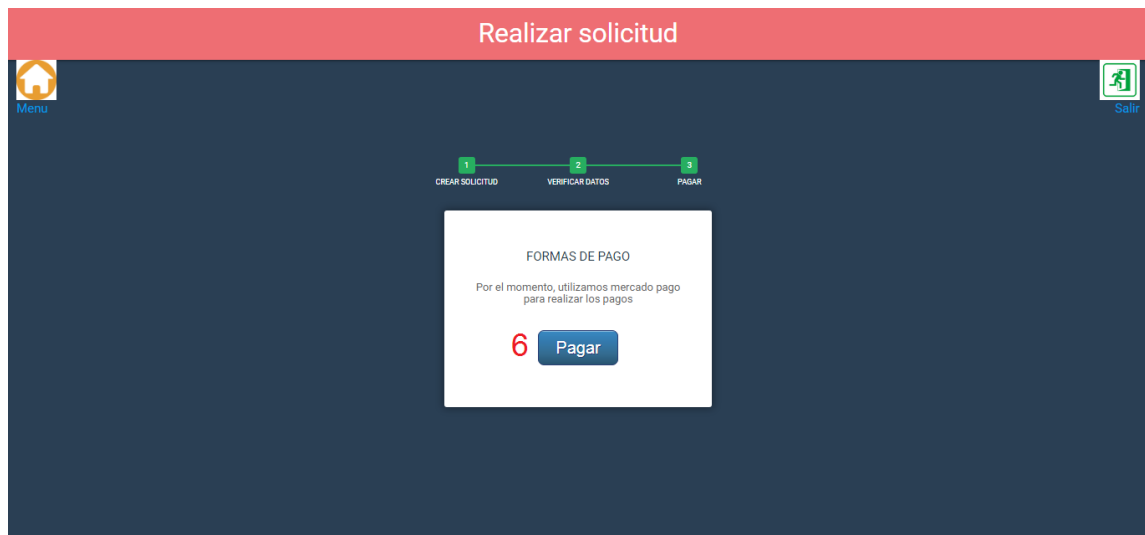 Realizar solicitud
Menu
Salir
1
2
3
CREAR SOLICITUD
VERIFICAR DATOS
PAGAR
FORMAS DE PAGO
Por el momento, utilizamos mercado pago
para realizar los pagos
6
Pagar